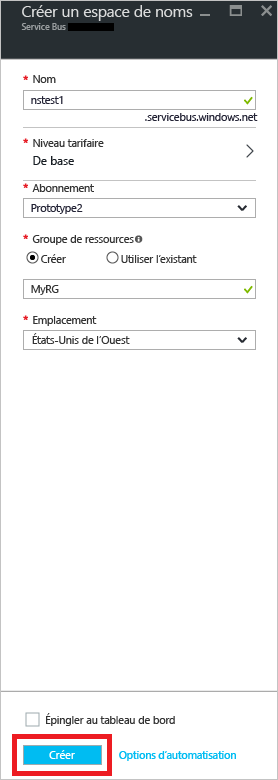 Créer un espace de noms
Service Bus
* Nom
nstest1
.servicebus.windows.net
* Niveau tarifaire
De base
* Abonnement
Prototype2
* Groupe de ressources
Créer Utiliser l'existant
MyRG
* Emplacement
États-Unis de l'Ouest
Épingler au tableau de bord
Créer Options d'automatisation